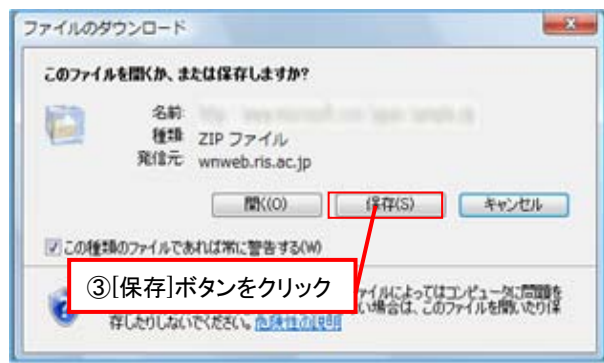 ファイルのダウンロード
このファイルを開くか、または保存しますか?
名前:
種類: ZIP ファイル
発信元: wnweb.ris.ac.jp
開く(O) 保存(S) キャンセル
この種類のファイルであれば常に警告する(W)
③[保存]ボタンをクリック
ァイルによってはコンピュータに問題を
い場合は、このファイルを開いたり保
存したりしないでください。危険性の説明